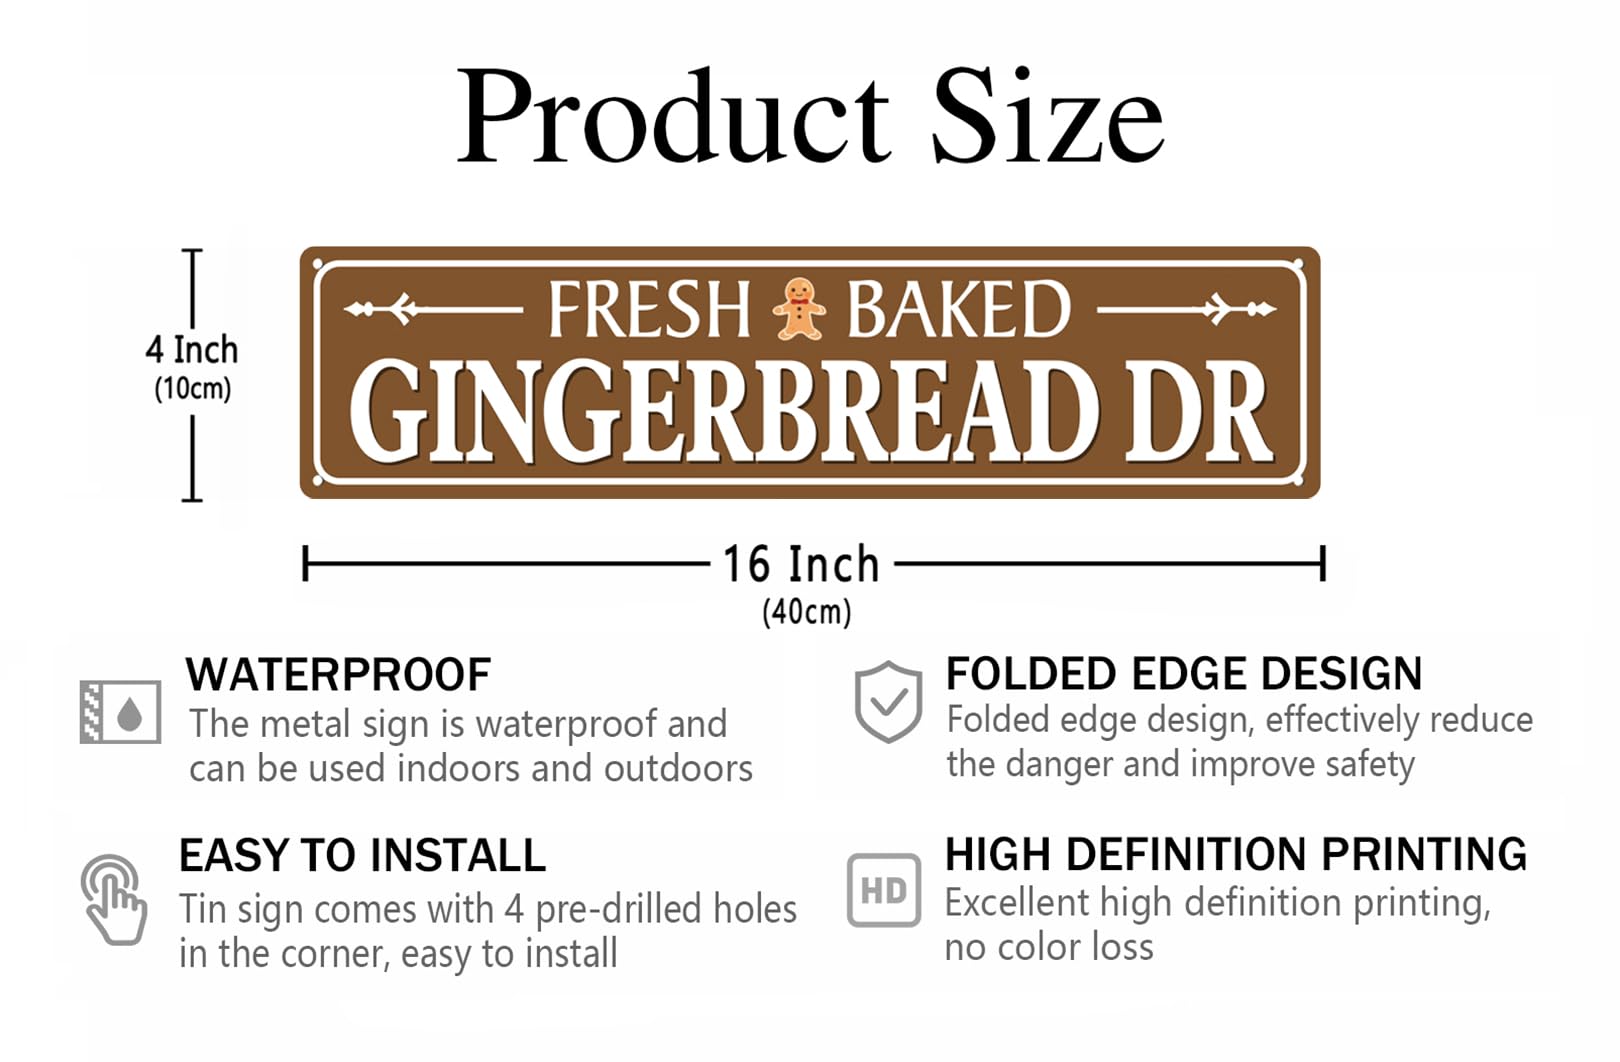 Product Size
FRESH BAKED
GINGERBREAD DR
4 Inch
(10cm)
16 Inch
(40cm)
WATERPROOF
The metal sign is waterproof and
can be used indoors and outdoors
FOLDED EDGE DESIGN
Folded edge design, effectively reduce
the danger and improve safety
EASY TO INSTALL
Tin sign comes with 4 pre-drilled holes
in the corner, easy to install
HD
HIGH DEFINITION PRINTING
Excellent high definition printing,
no color loss